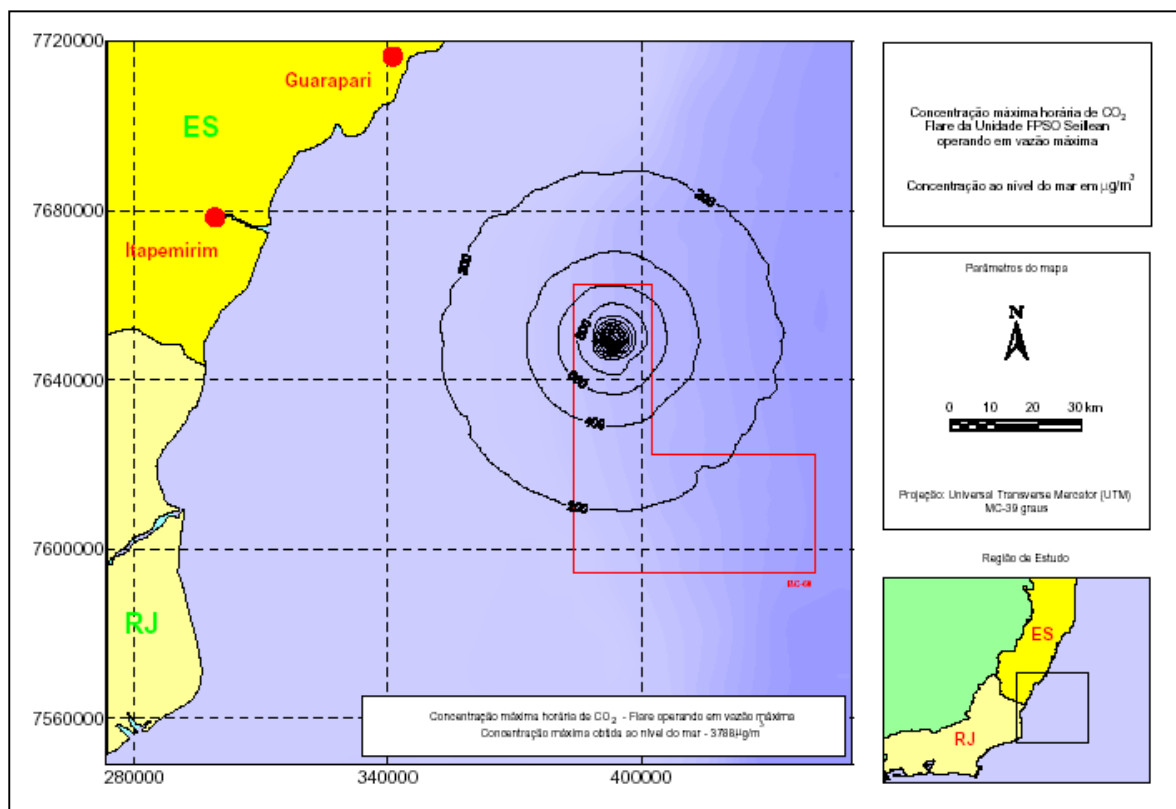 7720000
7680000
7640000
7600000
7560000
280000
340000
400000
Guarapari
ES
Itapemirim
RJ
200
200
200
400
600
800
Concentração máxima horária de CO₂ - Flare operando em vazão máxima
Concentração máxima obtida ao nível do mar - 3788µg/m³
Concentração máxima horária de CO₂
Flare da Unidade FPSO Seillean
operando em vazão máxima
Concentração ao nível do mar em µg/m³
Parâmetros do mapa
N
0 10 20 30 km
Projeção: Universal Transverse Mercator (UTM)
MC-39 graus
Região de Estudo
ES
RJ